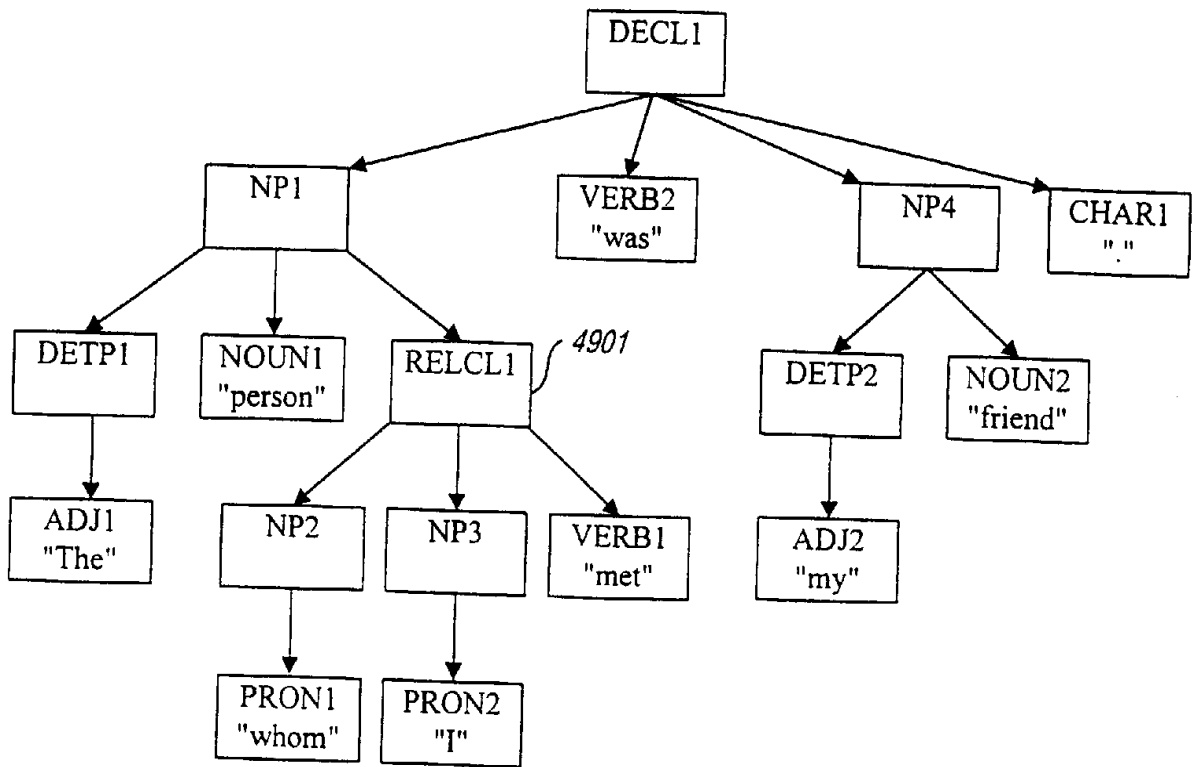 DECL1
NP1
VERB2
"was"
NP4
CHAR1
"."
DETP1
NOUN1
"person"
RELCL1
4901
DETP2
NOUN2
"friend"
ADJ1
"The"
NP2
NP3
VERB1
"met"
ADJ2
"my"
PRON1
"whom"
PRON2
"I"